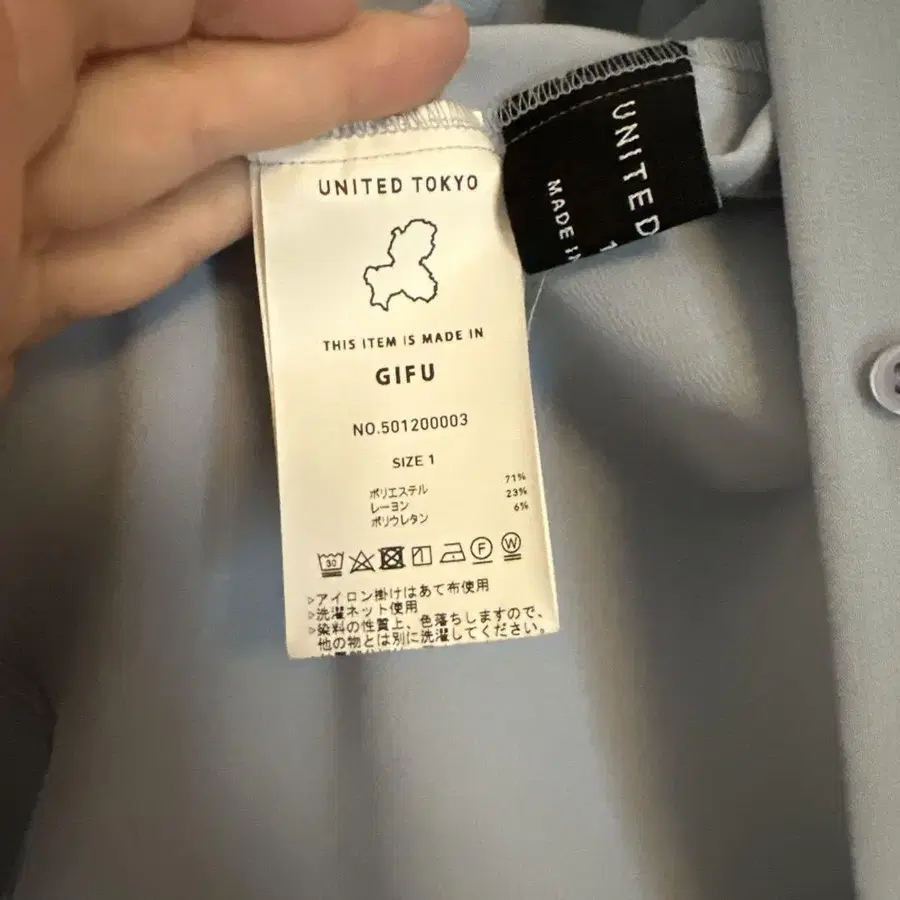 UNITED TOKYO
THIS ITEM IS MADE IN
GIFU
NO.501200003
SIZE 1
ポリエステル 71%
レーヨン 23%
ポリウレタン 6%
30
F
W
▷アイロン掛けはあて布使用
▷洗濯ネット使用
▷染料の性質上、色落ちしますので、
他の物とは別に洗濯してください。
UNITED
MADE IN